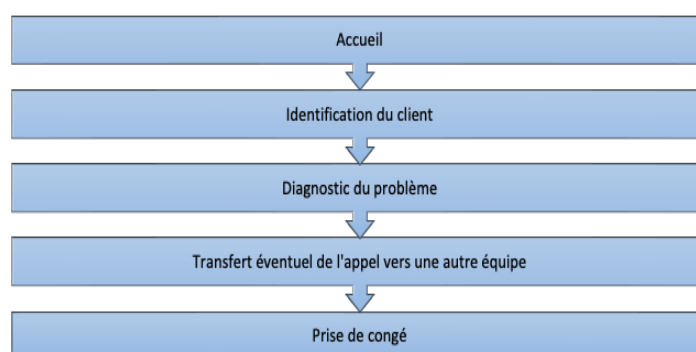 Accueil
Identification du client
Diagnostic du problème
Transfert éventuel de l'appel vers une autre équipe
Prise de congé